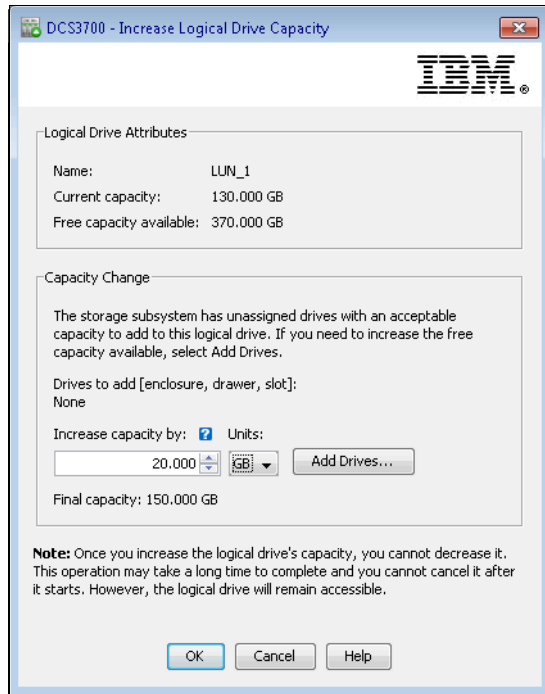 DCS3700 - Increase Logical Drive Capacity
IBM®
Logical Drive Attributes
Name: LUN_1
Current capacity: 130.000 GB
Free capacity available: 370.000 GB
Capacity Change
The storage subsystem has unassigned drives with an acceptable
capacity to add to this logical drive. If you need to increase the free
capacity available, select Add Drives.
Drives to add [enclosure, drawer, slot]:
None
Increase capacity by: ? Units:
20.000 GB Add Drives...
Final capacity: 150.000 GB
Note: Once you increase the logical drive's capacity, you cannot decrease it.
This operation may take a long time to complete and you cannot cancel it after
it starts. However, the logical drive will remain accessible.
OK Cancel Help